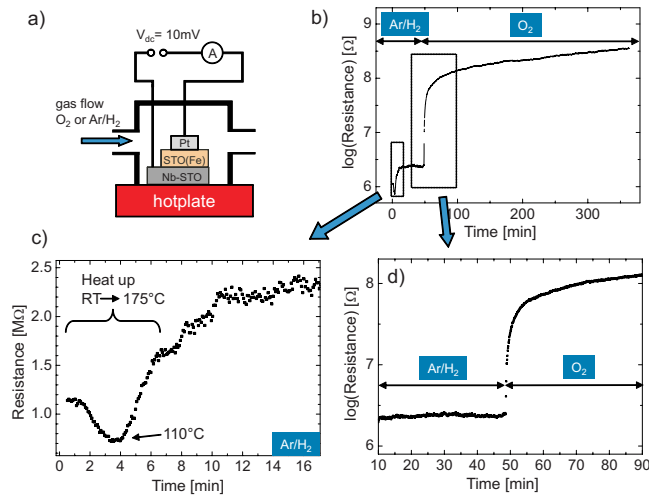 a)
V_dc= 10mV
A
gas flow
O₂ or Ar/H₂
Pt
STO(Fe)
Nb-STO
hotplate
b)
Ar/H₂
O₂
log(Resistance) [Ω]
9
8
7
6
0
100
200
300
Time [min]
c)
Heat up
RT → 175°C
110°C
Ar/H₂
Resistance [MΩ]
2.5
2.0
1.5
1.0
0 2 4 6 8 10 12 14 16
Time [min]
d)
Ar/H₂
O₂
log(Resistance) [Ω]
8
7
6
10 20 30 40 50 60 70 80 90
Time [min]